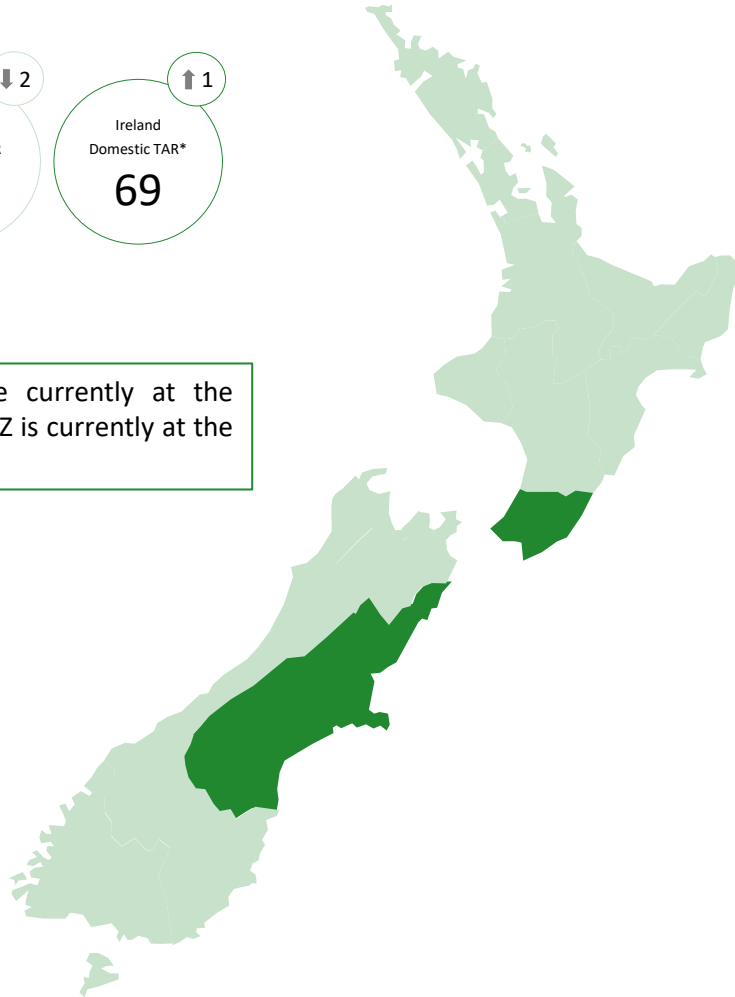 ⬇ 2
⬆ 1
Ireland
Domestic TAR*
69
currently at the
Z is currently at the